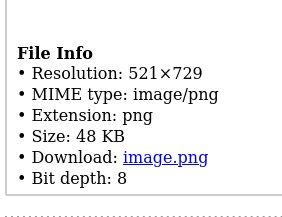 File Info
• Resolution: 521×729
• MIME type: image/png
• Extension: png
• Size: 48 KB
• Download: image.png
• Bit depth: 8